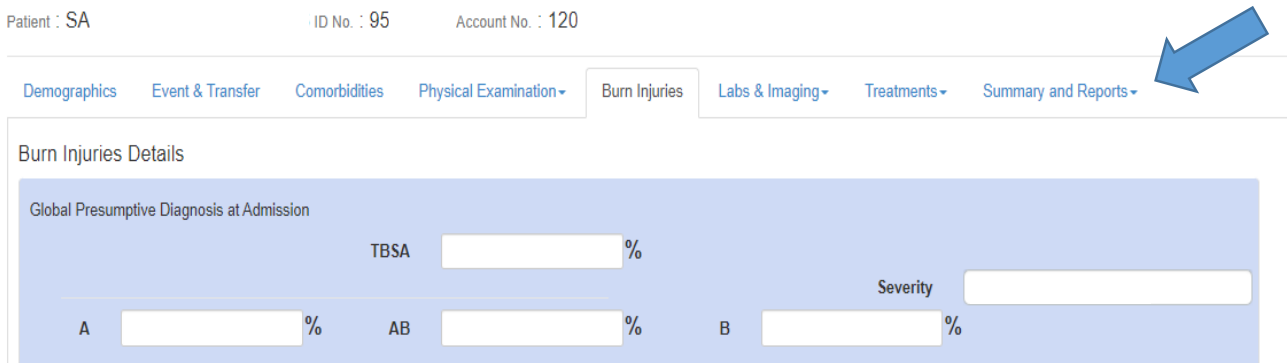 Patient : SA ID No. : 95 Account No. : 120
Demographics Event & Transfer Comorbidities Physical Examination Burn Injuries Labs & Imaging Treatments Summary and Reports
Burn Injuries Details
Global Presumptive Diagnosis at Admission
TBSA %
Severity
A % AB % B %